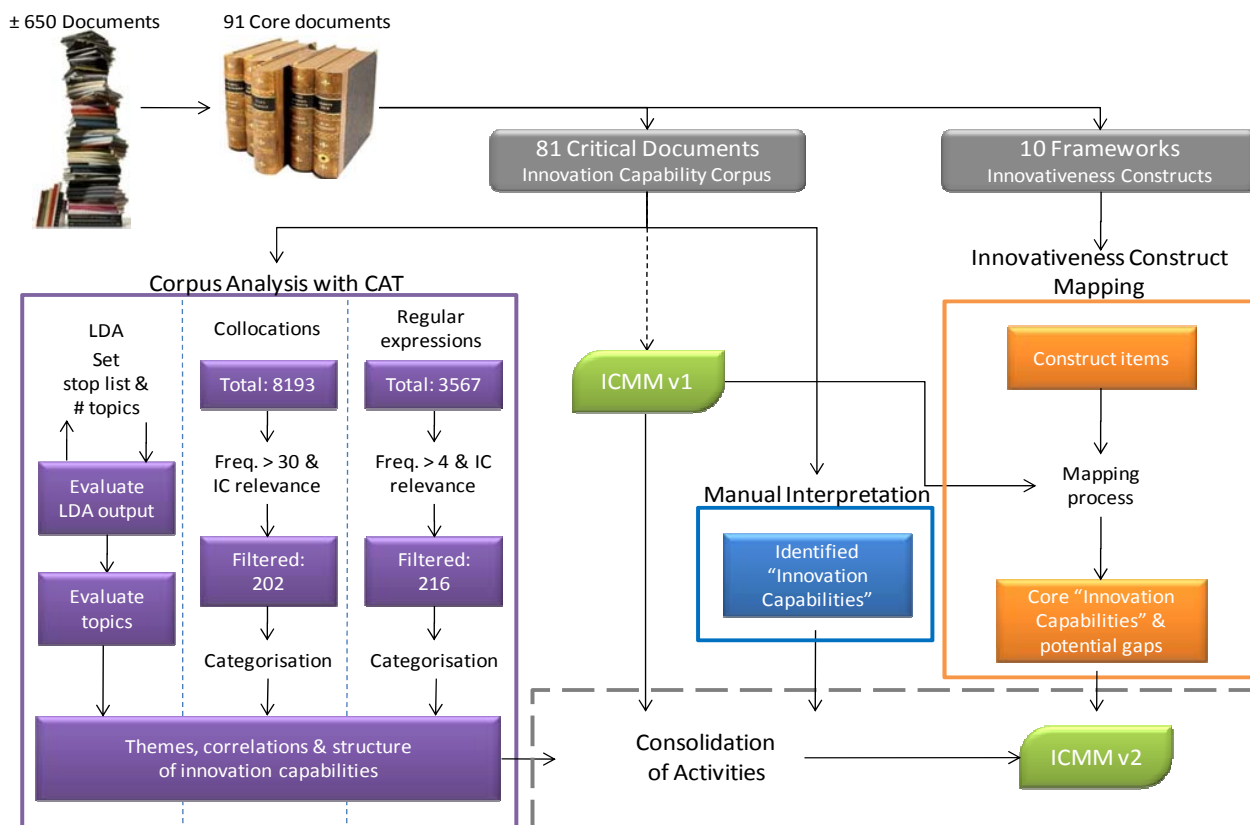 ± 650 Documents
91 Core documents
81 Critical Documents
Innovation Capability Corpus
10 Frameworks
Innovativeness Constructs
Corpus Analysis with CAT
LDA
Set
stop list &
# topics
Evaluate
LDA output
Evaluate
topics
Collocations
Total: 8193
Freq. > 30 &
IC relevance
Filtered:
202
Categorisation
Regular
expressions
Total: 3567
Freq. > 4 & IC
relevance
Filtered:
216
Categorisation
Themes, correlations & structure
of innovation capabilities
ICMM v1
Manual Interpretation
Identified
“Innovation
Capabilities”
Innovativeness Construct
Mapping
Construct items
Mapping
process
Core “Innovation
Capabilities” &
potential gaps
Consolidation
of Activities
ICMM v2